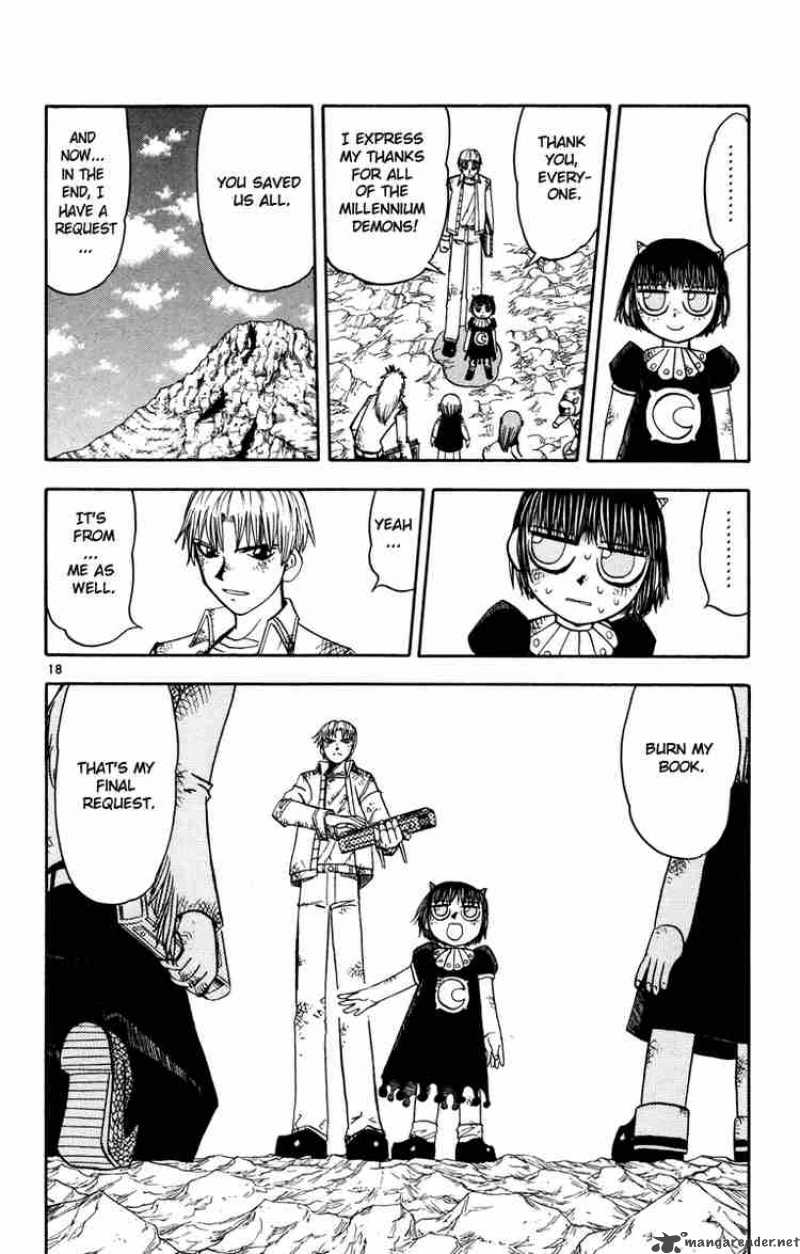 .........
THANK
YOU,
EVERY-
ONE.
I EXPRESS
MY THANKS
FOR ALL
OF THE
MILLENNIUM
DEMONS!
YOU SAVED
US ALL.
AND
NOW...
IN THE
END, I
HAVE A
REQUEST
...
........
YEAH
...
IT'S
FROM
...
ME AS
WELL.
18
BURN MY
BOOK.
THAT'S MY
FINAL
REQUEST.
mangarender.net